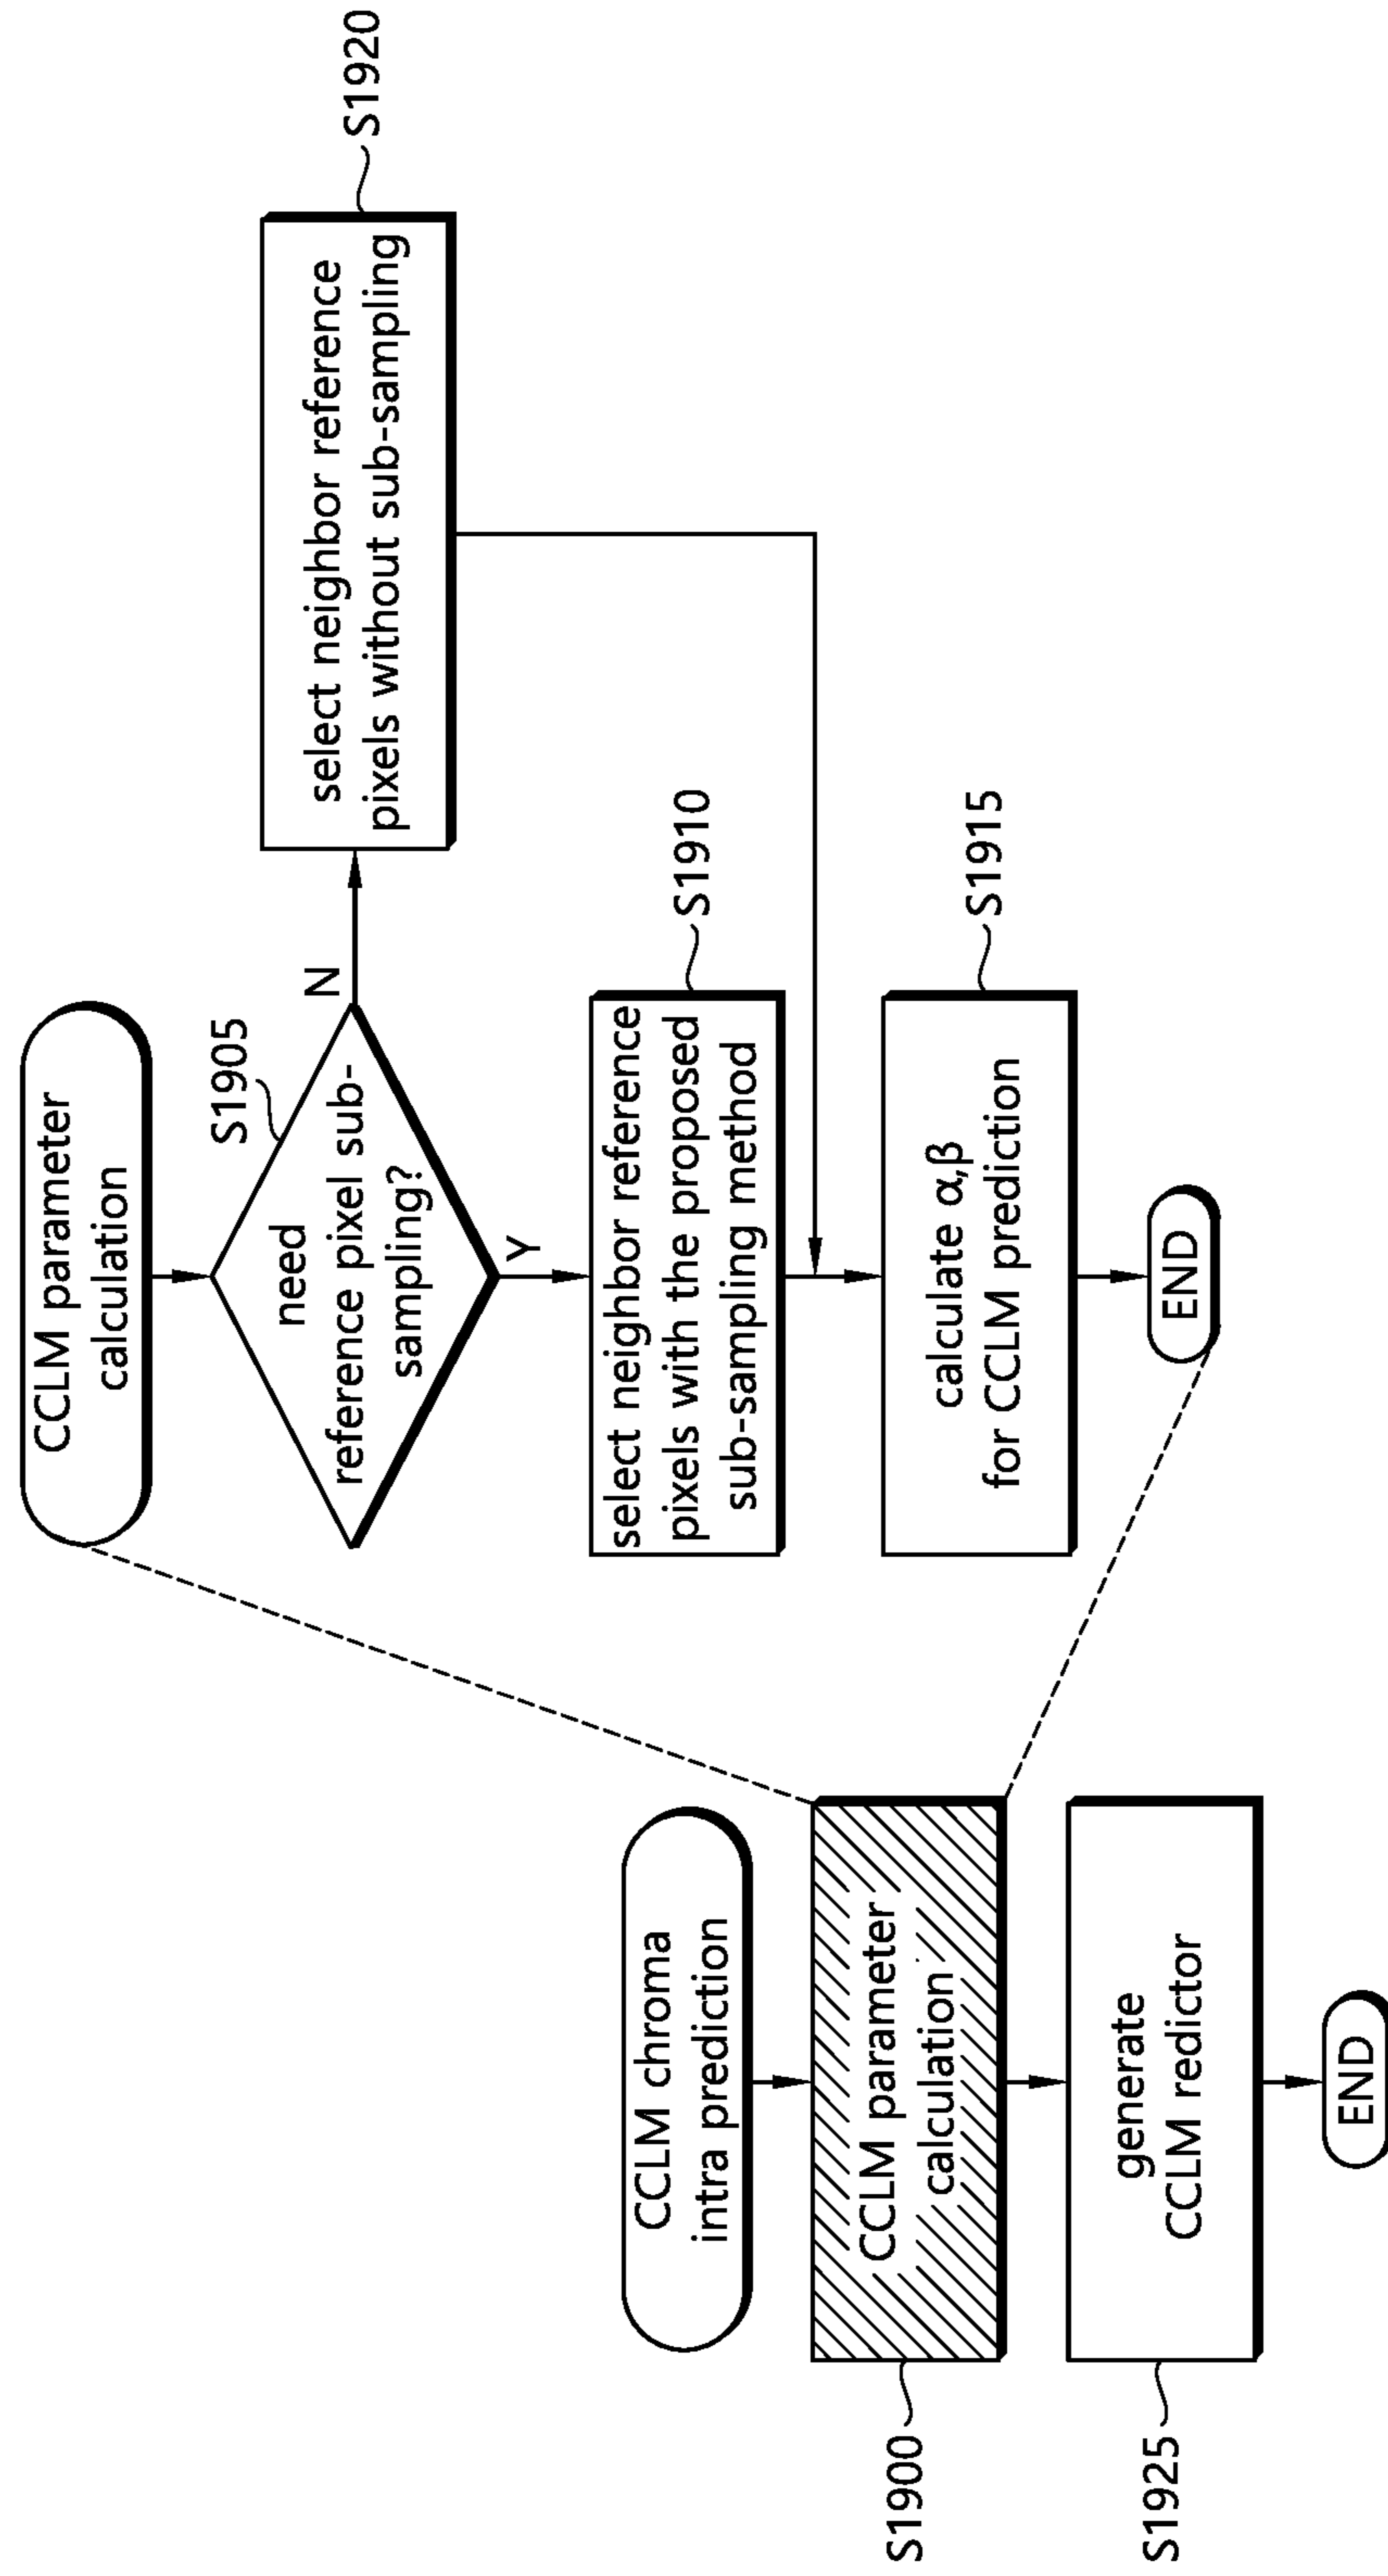 CCLM chroma
intra prediction
S1900
CCLM parameter
calculation
S1925
generate
CCLM redictor
END
CCLM parameter
calculation
S1905
need
reference pixel sub-
sampling?
N
Y
select neighbor reference
pixels without sub-sampling
S1920
select neighbor reference
pixels with the proposed
sub-sampling method
S1910
calculate α,β
for CCLM prediction
S1915
END